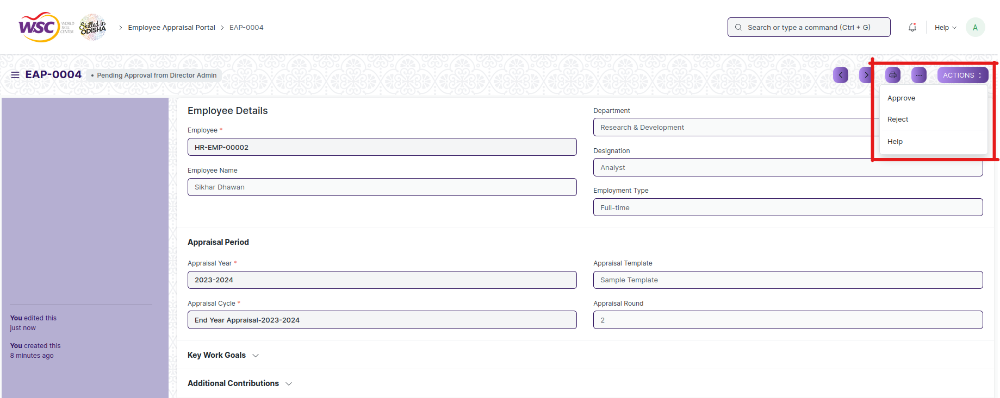 WSC WORLD SKILL CENTER
Skilled in ODISHA
Employee Appraisal Portal
EAP-0004
Search or type a command (Ctrl + G)
Help
A
EAP-0004
Pending Approval from Director Admin
ACTIONS
Approve
Reject
Help
Employee Details
Employee *
HR-EMP-00002
Employee Name
Sikhar Dhawan
Department
Research & Development
Designation
Analyst
Employment Type
Full-time
Appraisal Period
Appraisal Year *
2023-2024
Appraisal Cycle *
End Year Appraisal-2023-2024
Appraisal Template
Sample Template
Appraisal Round
2
Key Work Goals
Additional Contributions
You edited this
just now
You created this
8 minutes ago